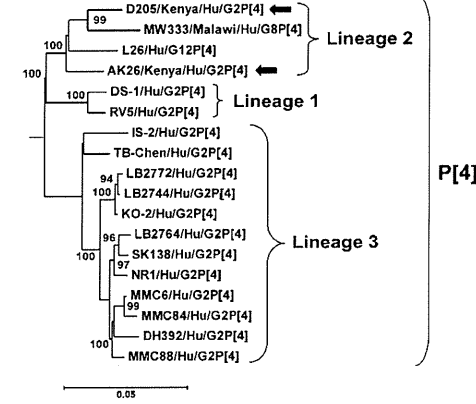 D205/Kenya/Hu/G2P[4]
99
MW333/Malawi/Hu/G8P[4]
Lineage 2
100
L26/Hu/G12P[4]
100
AK26/Kenya/Hu/G2P[4]
DS-1/Hu/G2P[4]
100
Lineage 1
RV5/Hu/G2P[4]
IS-2/Hu/G2P[4]
TB-Chen/Hu/G2P[4]
P[4]
94
LB2772/Hu/G2P[4]
100
LB2744/Hu/G2P[4]
KO-2/Hu/G2P[4]
96
LB2764/Hu/G2P[4]
Lineage 3
100
SK138/Hu/G2P[4]
97
NR1/Hu/G2P[4]
MMC6/Hu/G2P[4]
99
MMC84/Hu/G2P[4]
DH392/Hu/G2P[4]
100
MMC88/Hu/G2P[4]
0.05